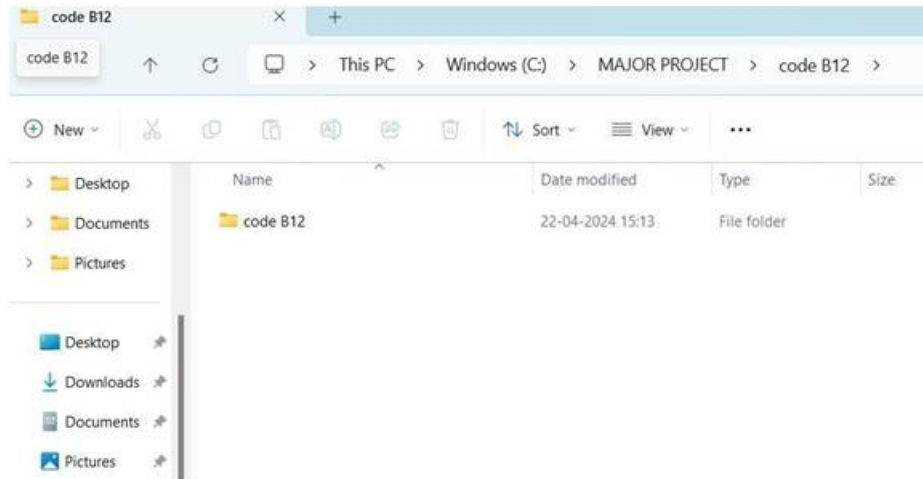 code B12
code B12
This PC > Windows (C:) > MAJOR PROJECT > code B12 >
New
Sort
View
Desktop
Documents
Pictures
Desktop
Downloads
Documents
Pictures
Name
Date modified
Type
Size
code B12
22-04-2024 15:13
File folder